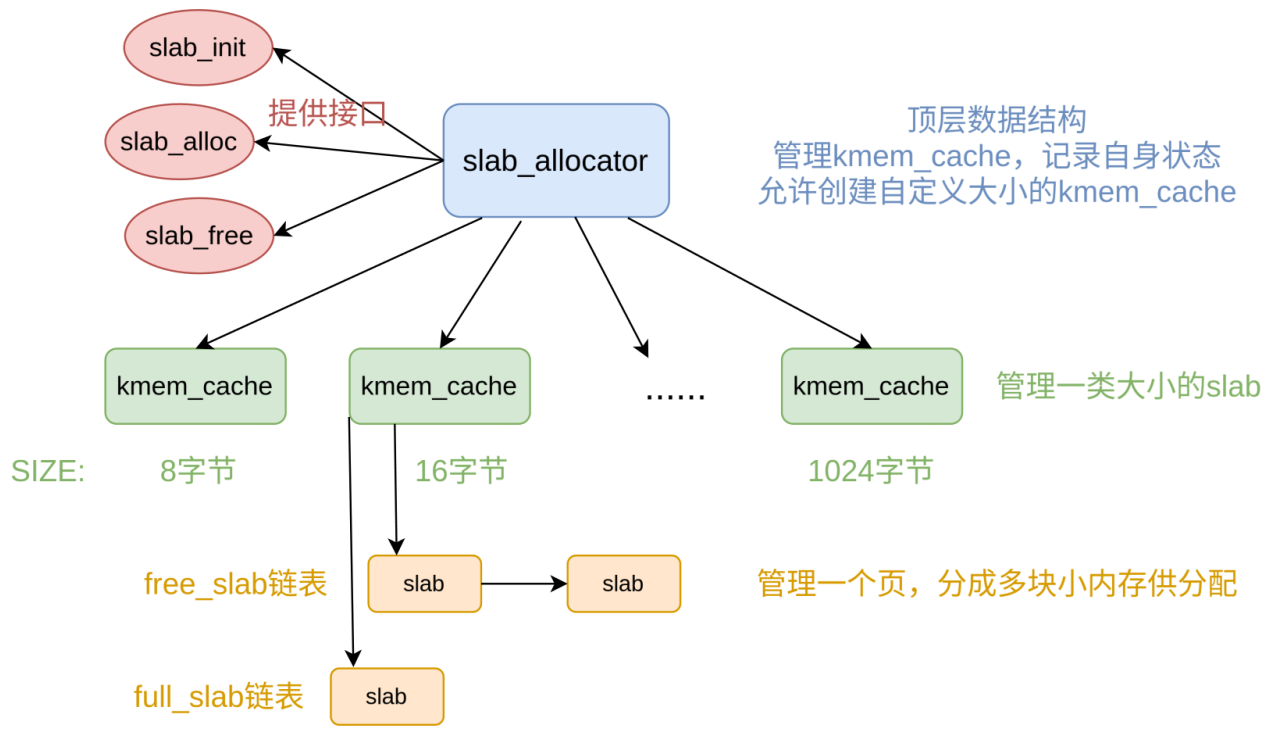 slab_init
提供接口
slab_alloc
slab_free
slab_allocator
顶层数据结构
管理kmem_cache，记录自身状态
允许创建自定义大小的kmem_cache
kmem_cache
kmem_cache
......
kmem_cache
管理一类大小的slab
SIZE:
8字节
16字节
1024字节
free_slab链表
slab
slab
管理一个页，分成多块小内存供分配
full_slab链表
slab